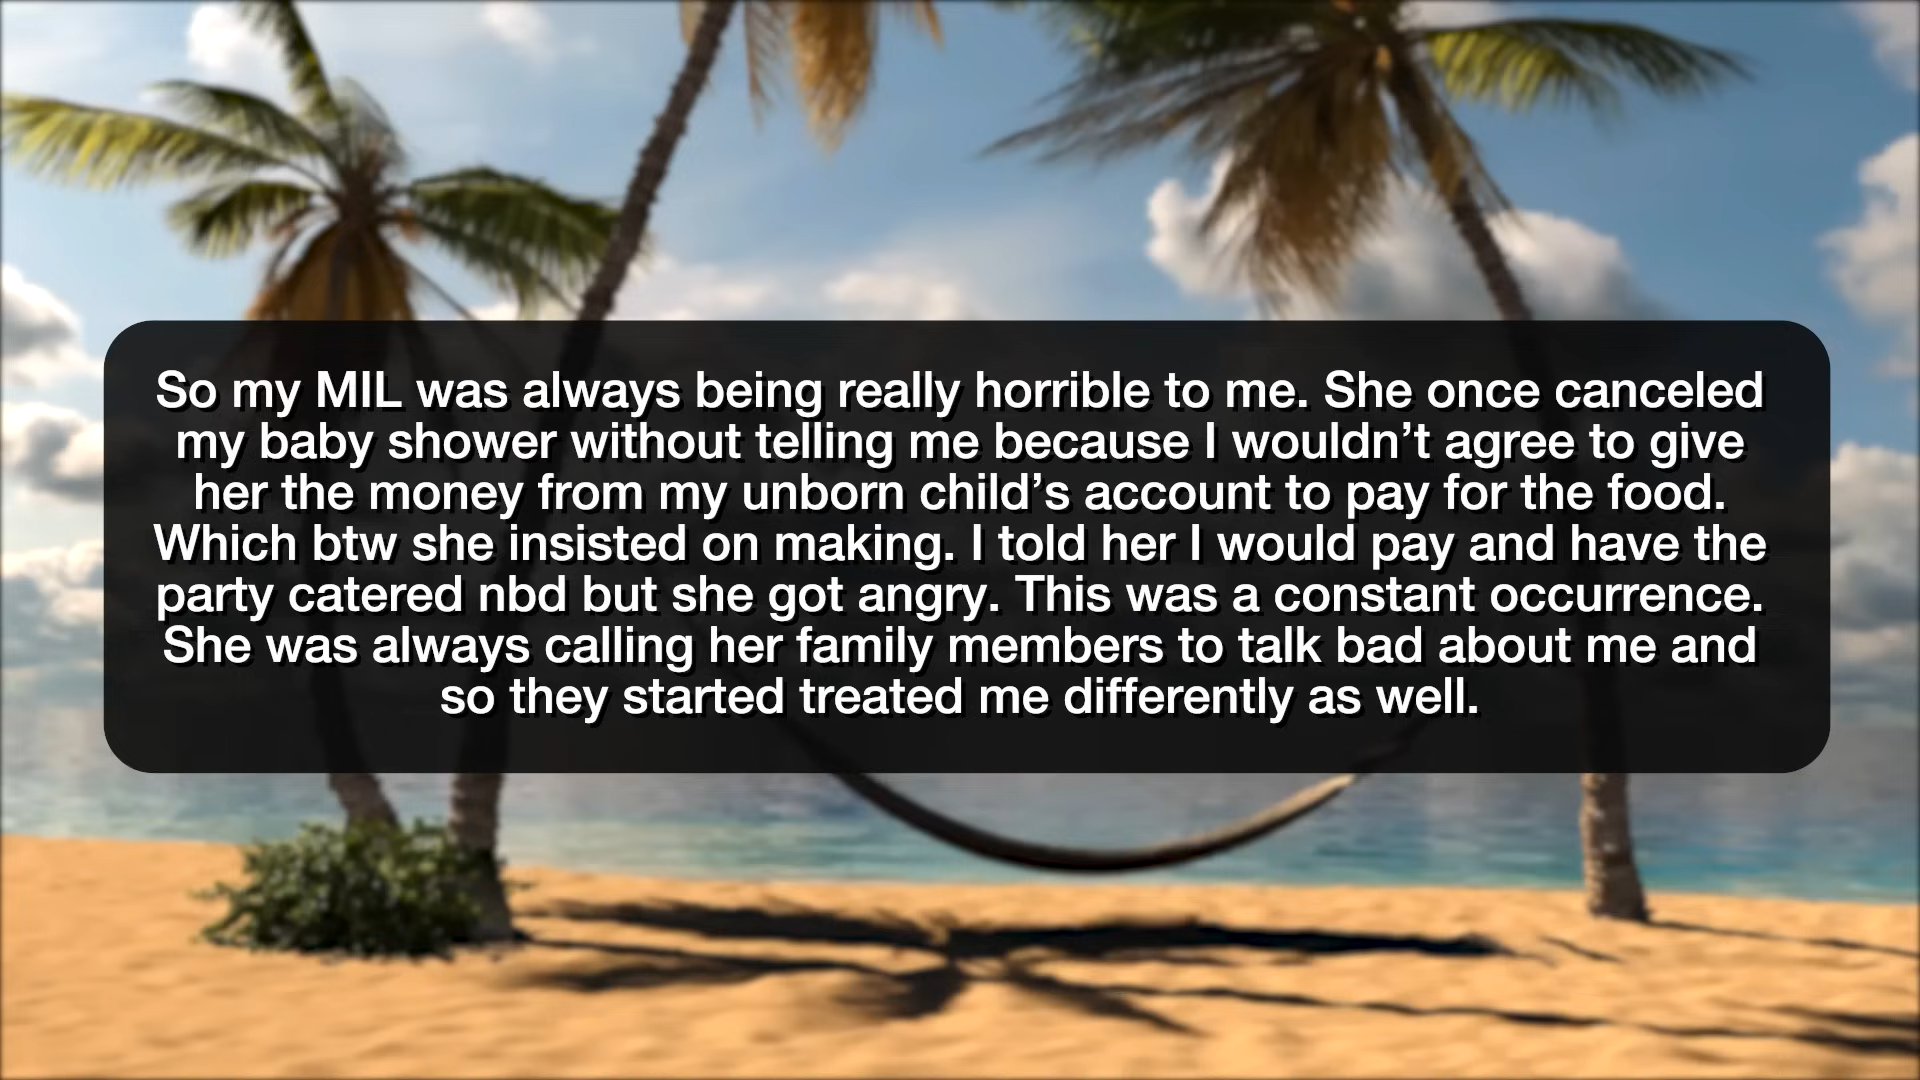 So my MIL was always being really horrible to me. She once canceled
my baby shower without telling me because I wouldn’t agree to give
her the money from my unborn child’s account to pay for the food.
Which btw she insisted on making. I told her I would pay and have the
party catered nbd but she got angry. This was a constant occurrence.
She was always calling her family members to talk bad about me and
so they started treated me differently as well.